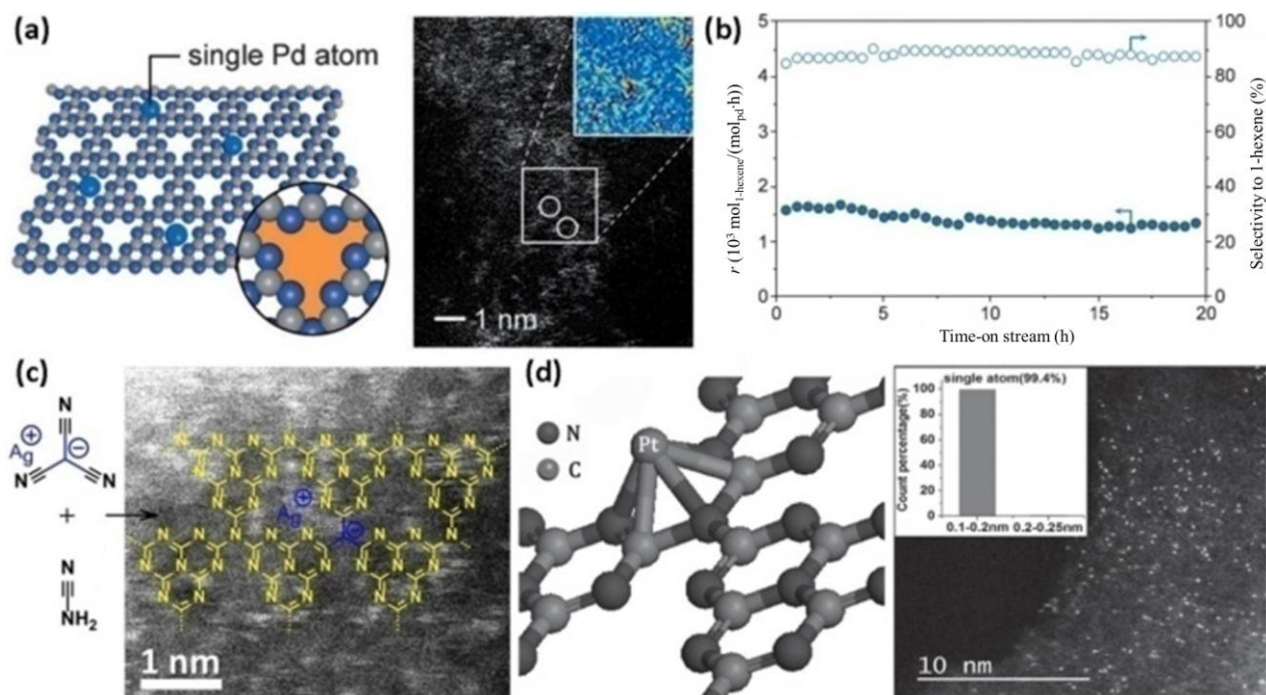 (a)
single Pd atom
1 nm
(b)
5
4
3
2
1
0
100
80
60
40
20
0
0
5
10
15
20
r (10³ mol₁₋hexene/(molpd·h))
Selectivity to 1-hexene (%)
Time-on stream (h)
(c)
N
Ag
+
−
N
N
+
N
NH₂
Ag
+
−
1 nm
(d)
N
C
Pt
single atom(99.4%)
Count percentage(%)
100
80
60
40
20
0
0.1-0.2nm 0.2-0.25nm
10 nm